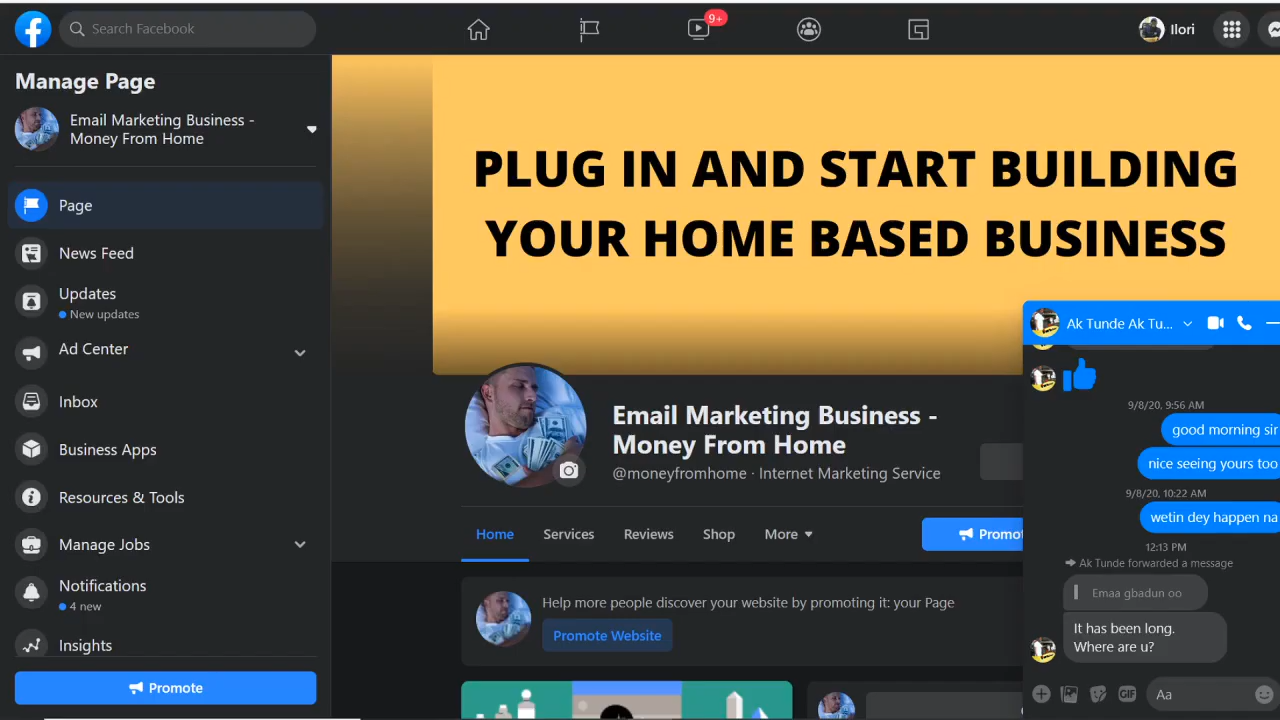 Search Facebook
9+
Ilori
Manage Page
Email Marketing Business -
Money From Home
Page
News Feed
Updates
New updates
Ad Center
Inbox
Business Apps
Resources & Tools
Manage Jobs
Notifications
4 new
Insights
Promote
PLUG IN AND START BUILDING
YOUR HOME BASED BUSINESS
Email Marketing Business -
Money From Home
@moneyfromhome · Internet Marketing Service
Home
Services
Reviews
Shop
More
Promot
Help more people discover your website by promoting it: your Page
Promote Website
Ak Tunde Ak Tu...
9/8/20, 9:56 AM
good morning sir
nice seeing yours too
9/8/20, 10:22 AM
wetin dey happen na
12:13 PM
Ak Tunde forwarded a message
Emaa gbadun oo
It has been long.
Where are u?
GIF
Aa